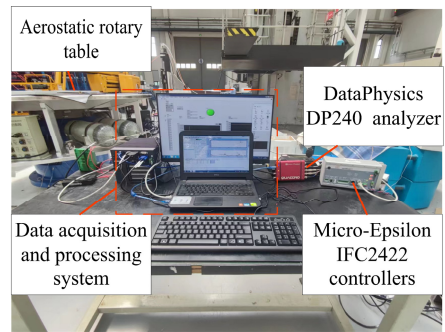 Aerostatic rotary
table
DataPhysics
DP240 analyzer
Data acquisition
and processing
system
Micro-Epsilon
IFC2422
controllers